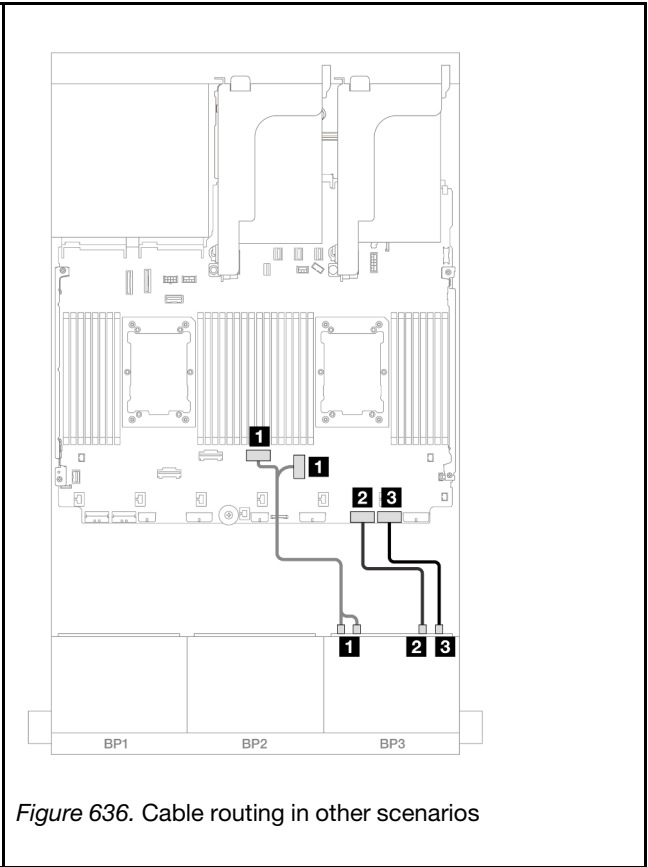 1
1
2 3
1 2 3
BP1 BP2 BP3
Figure 636. Cable routing in other scenarios